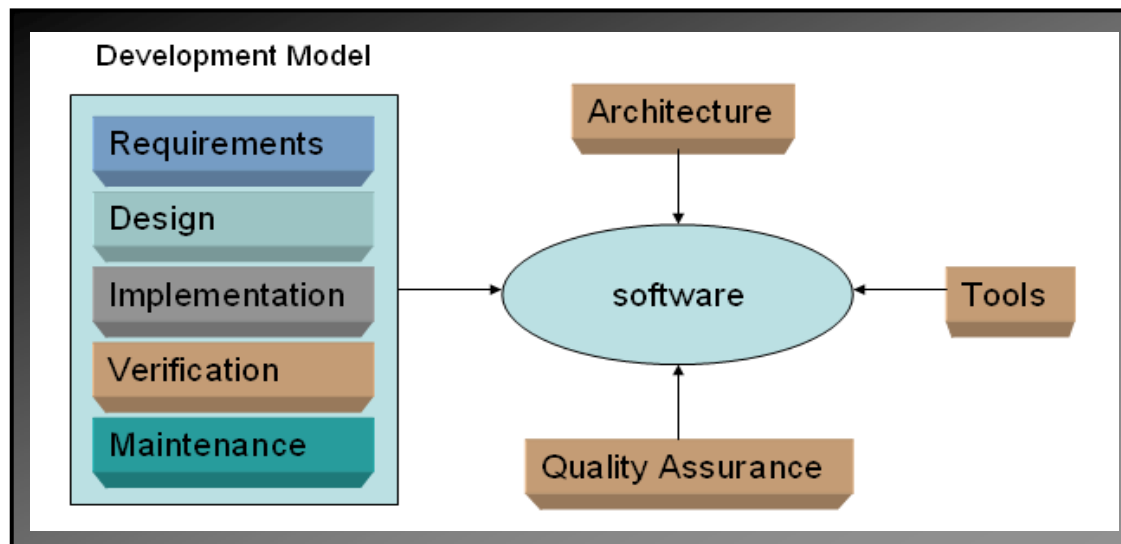 Development Model
Requirements
Design
Implementation
Verification
Maintenance
Architecture
software
Tools
Quality Assurance